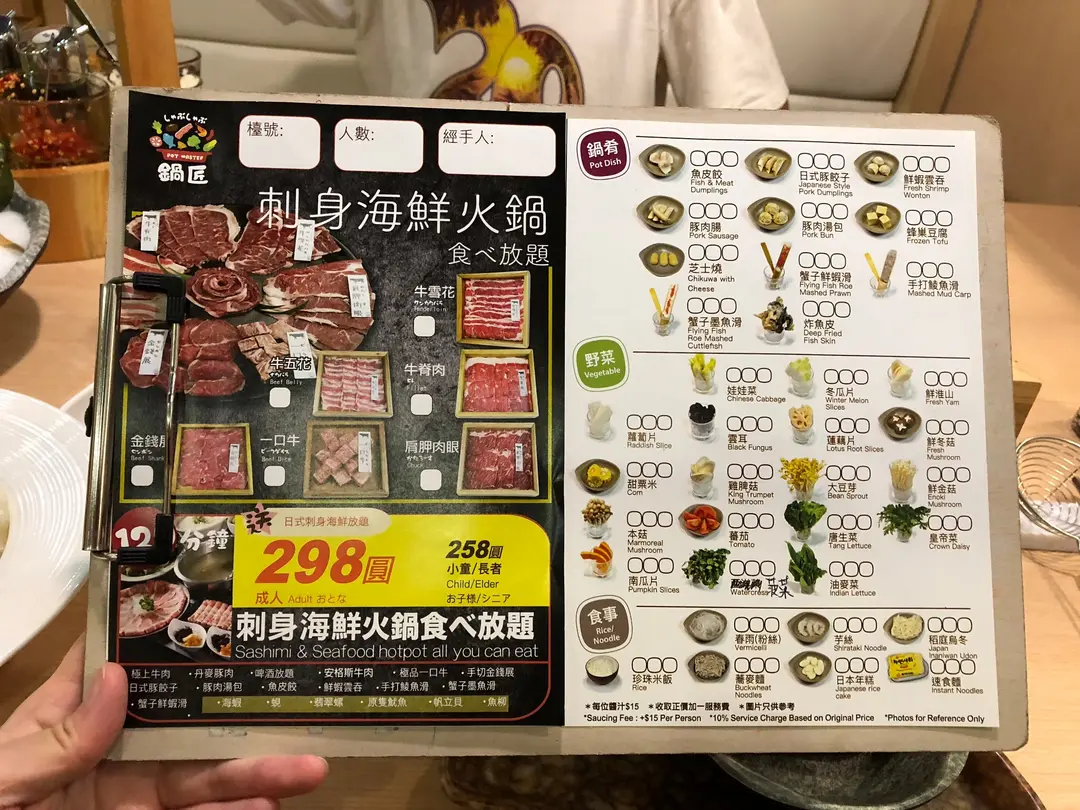 しゃぶしゃぶ
POT MASTER
鍋匠
檯號:
人數:
經手人:
刺身海鮮火鍋
食べ放題
牛雪花
牛五花
Beef Belly
牛脊肉
金錢展
Beef Shank
一口牛
Beef Dice
肩胛肉眼
Chuck
120分鐘
送
日式刺身海鮮放題
298圓
成人 Adult おとな
258圓
小童/長者
Child/Elder
お子様/シニア
刺身海鮮火鍋食べ放題
Sashimi & Seafood hotpot all you can eat
極上牛肉 ・丹麥豚肉 ・啤酒放題 ・安格斯牛肉 ・極品一口牛 ・手切金錢展
日式豚餃子 ・豚肉湯包 ・魚皮餃 ・鮮蝦雲吞 ・手打鯪魚滑 ・蟹子墨魚滑
・蟹子鮮蝦滑 ・海蝦 ・蜆 ・翡翠螺 ・原隻魷魚 ・帆立貝 ・魚柳
鍋肴
Pot Dish
魚皮餃
Fish & Meat
Dumplings
日式豚餃子
Japanese Style
Pork Dumplings
鮮蝦雲吞
Fresh Shrimp
Wonton
豚肉腸
Pork Sausage
豚肉湯包
Pork Bun
蜂巢豆腐
Frozen Tofu
芝士燒
Chikuwa with
Cheese
蟹子鮮蝦滑
Flying Fish Roe
Mashed Prawn
手打鯪魚滑
Mashed Mud Carp
蟹子墨魚滑
Flying Fish
Roe Mashed
Cuttlefish
炸魚皮
Deep Fried
Fish Skin
野菜
Vegetable
娃娃菜
Chinese Cabbage
冬瓜片
Winter Melon
Slices
鮮淮山
Fresh Yam
蘿蔔片
Raddish Slice
雲耳
Black Fungus
蓮藕片
Lotus Root Slices
鮮冬菇
Fresh
Mushroom
甜粟米
Corn
雞脾菇
King Trumpet
Mushroom
大豆芽
Bean Sprout
鮮金菇
Enoki
Mushroom
本菇
Marmoreal
Mushroom
蕃茄
Tomato
唐生菜
Tang Lettuce
皇帝菜
Crown Daisy
南瓜片
Pumpkin Slices
Watercress
油麥菜
Indian Lettuce
食事
Rice/
Noodle
春雨(粉絲)
Vermicelli
芋絲
Shirataki Noodle
稻庭烏冬
Japan
Inaniwan Udon
珍珠米飯
Rice
蕎麥麵
Buckwheat
Noodles
日本年糕
Japanese rice
cake
速食麵
Instant Noodles
＊每位醬汁$15 ＊收取正價加一服務費 ＊圖片只供參考
*Saucing Fee : +$15 Per Person *10% Service Charge Based on Original Price *Photos for Reference Only